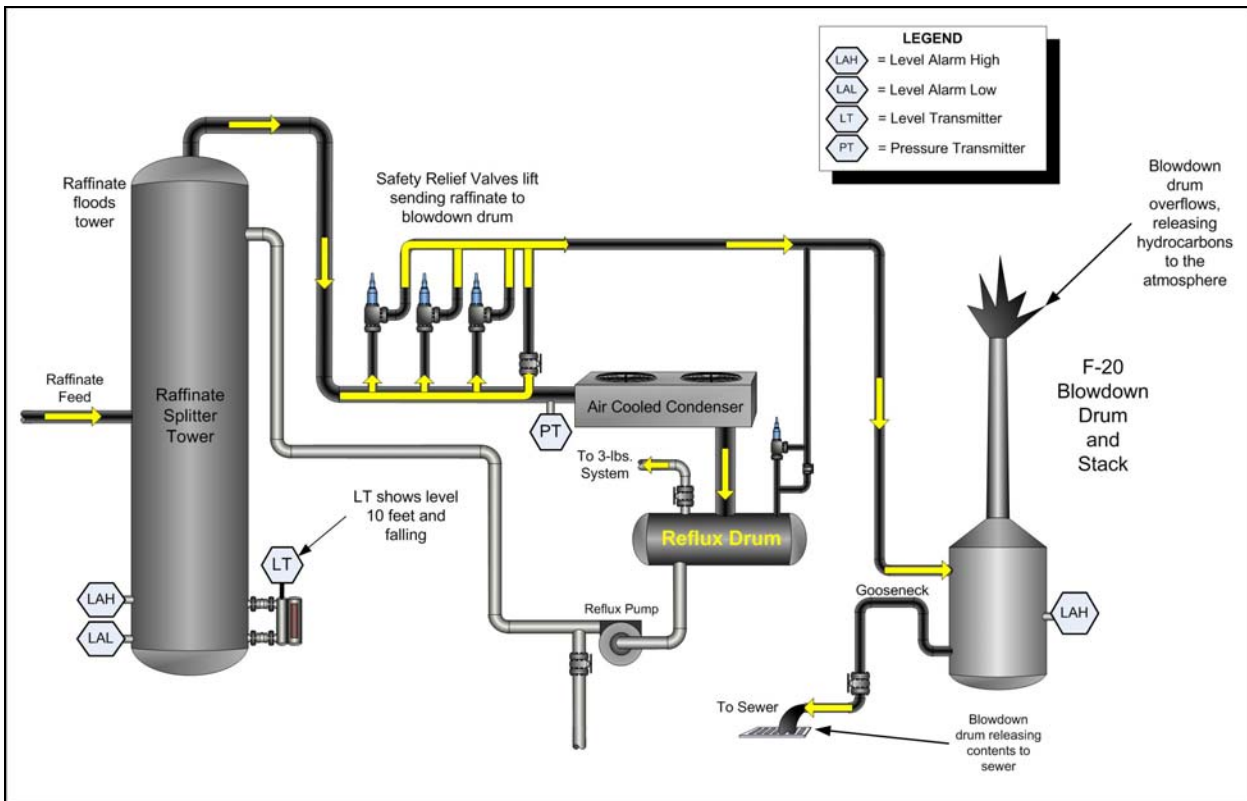 LEGEND
LAH = Level Alarm High
LAL = Level Alarm Low
LT = Level Transmitter
PT = Pressure Transmitter
Raffinate
floods
tower
Safety Relief Valves lift
sending raffinate to
blowdown drum
Blowdown
drum
overflows,
releasing
hydrocarbons
to the
atmosphere
F-20
Blowdown
Drum
and
Stack
Raffinate
Feed
Raffinate
Splitter
Tower
Air Cooled Condenser
PT
To 3-lbs.
System
LT shows level
10 feet and
falling
LT
Reflux Drum
LAH
LAL
Reflux Pump
Gooseneck
LAH
To Sewer
Blowdown
drum releasing
contents to
sewer